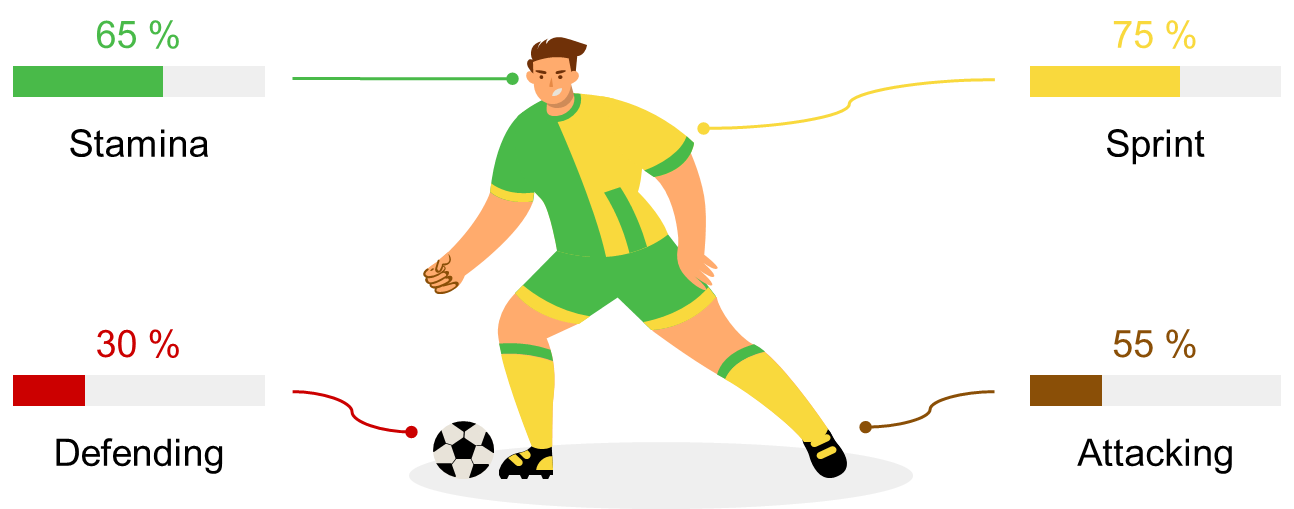 65 %
Stamina
75 %
Sprint
30 %
Defending
55 %
Attacking